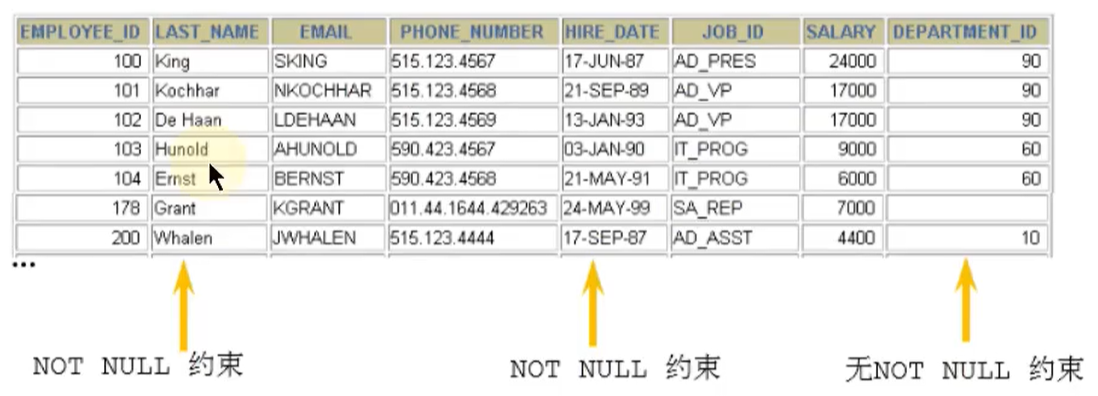 EMPLOYEE_ID LAST_NAME EMAIL PHONE_NUMBER HIRE_DATE JOB_ID SALARY DEPARTMENT_ID
100 King SKING 515.123.4567 17-JUN-87 AD_PRES 24000 90
101 Kochhar NKOCHHAR 515.123.4568 21-SEP-89 AD_VP 17000 90
102 De Haan LDEHAAN 515.123.4569 13-JAN-93 AD_VP 17000 90
103 Hunold AHUNOLD 590.423.4567 03-JAN-90 IT_PROG 9000 60
104 Ernst BERNST 590.423.4568 21-MAY-91 IT_PROG 6000 60
178 Grant KGRANT 011.44.1644.429263 24-MAY-99 SA_REP 7000
200 Whalen JWHALEN 515.123.4444 17-SEP-87 AD_ASST 4400 10
...
NOT NULL 约束 NOT NULL 约束 无NOT NULL 约束